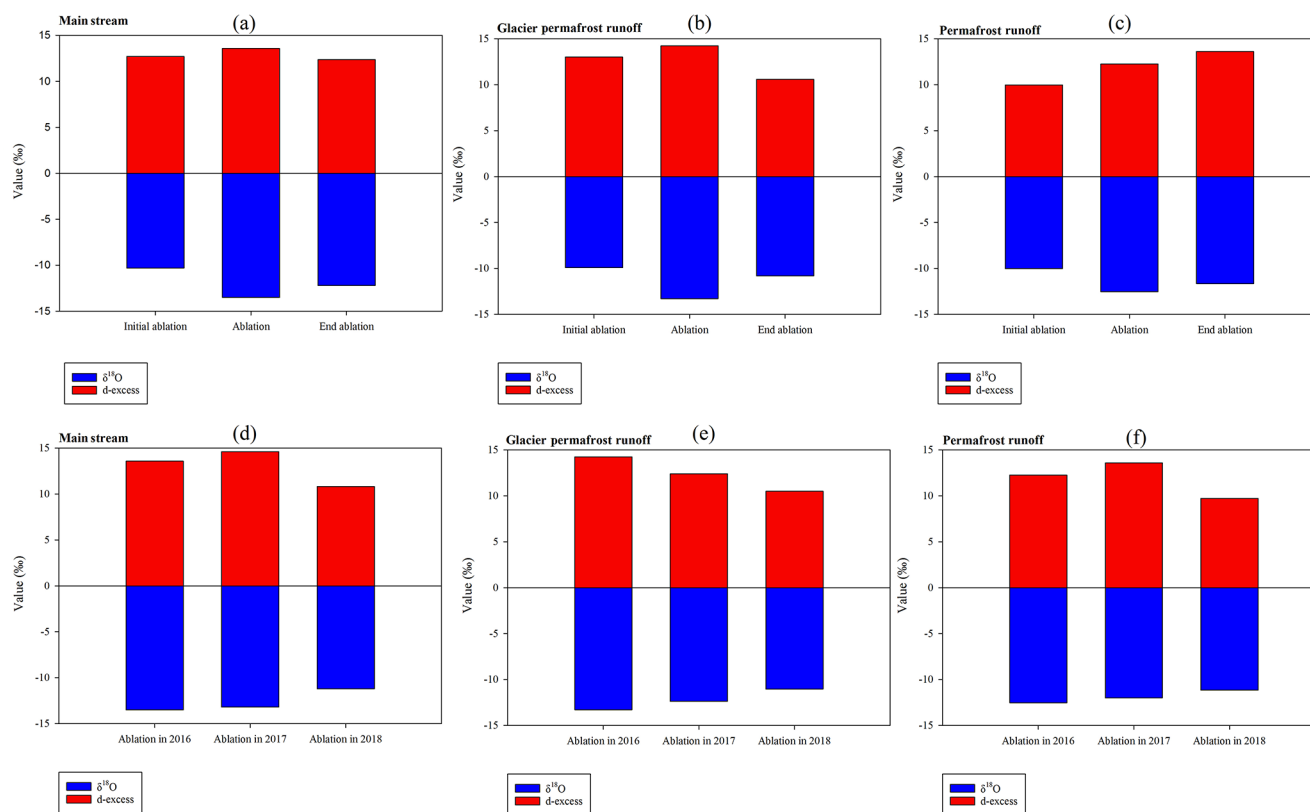 Main stream
(a)
15
10
5
0
-5
-10
-15
Value (‰)
Initial ablation
Ablation
End ablation
δ¹⁸O
d-excess
Glacier permafrost runoff
(b)
15
10
5
0
-5
-10
-15
Value (‰)
Initial ablation
Ablation
End ablation
δ¹⁸O
d-excess
Permafrost runoff
(c)
15
10
5
0
-5
-10
-15
Value (‰)
Initial ablation
Ablation
End ablation
δ¹⁸O
d-excess
Main stream
(d)
15
10
5
0
-5
-10
-15
Value (‰)
Ablation in 2016
Ablation in 2017
Ablation in 2018
δ¹⁸O
d-excess
Glacier permafrost runoff
(e)
15
10
5
0
-5
-10
-15
Value (‰)
Ablation in 2016
Ablation in 2017
Ablation in 2018
δ¹⁸O
d-excess
Permafrost runoff
(f)
15
10
5
0
-5
-10
-15
Value (‰)
Ablation in 2016
Ablation in 2017
Ablation in 2018
δ¹⁸O
d-excess